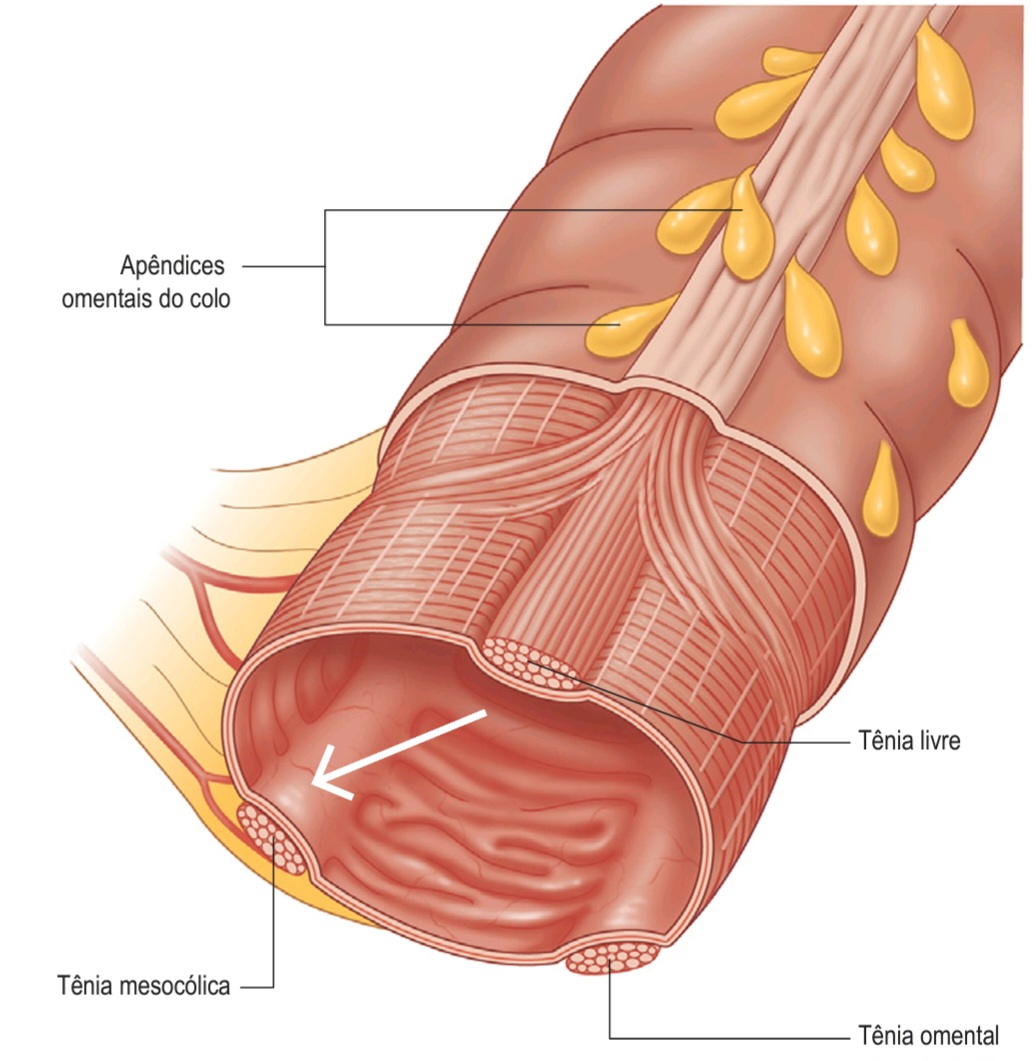 Apêndices
omentais do colo
Tênia livre
Tênia mesocólica
Tênia omental